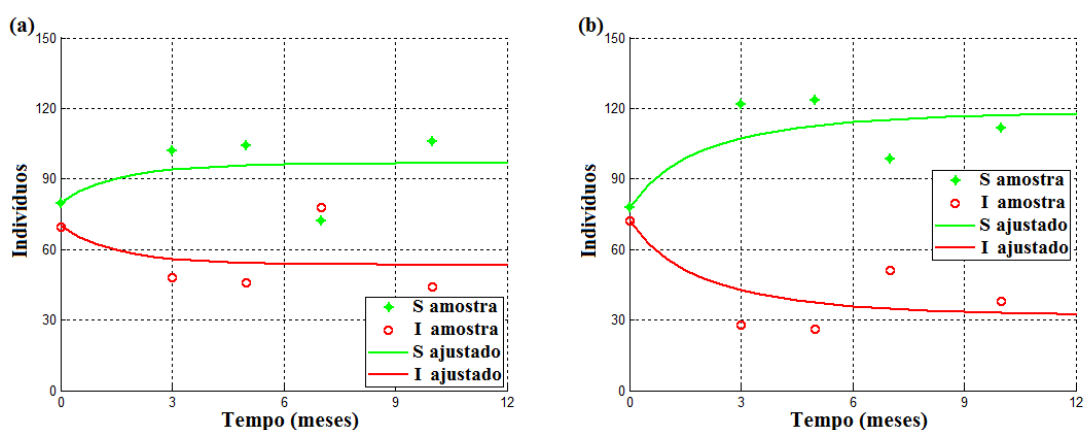 (a)
150
120
90
60
30
0
Indivíduos
0 3 6 9 12
Tempo (meses)
S amostra
I amostra
S ajustado
I ajustado
(b)
150
120
90
60
30
0
Indivíduos
0 3 6 9 12
Tempo (meses)
S amostra
I amostra
S ajustado
I ajustado